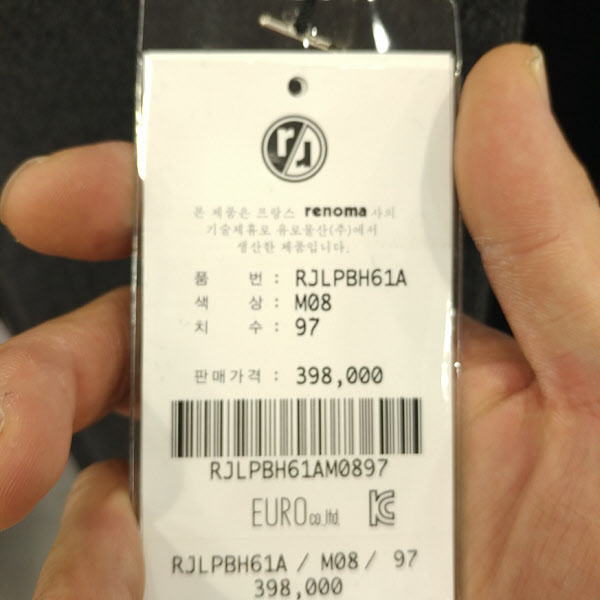 rJ
본 제품은 프랑스 renoma 사의
기술제휴로 유로물산(주)에서
생산한 제품입니다.
품 번 : RJLPBH61A
색 상 : M08
치 수 : 97
판매가격 : 398,000
RJLPBH61AM0897
EURO co.,ltd.
RJLPBH61A / M08 / 97
398,000